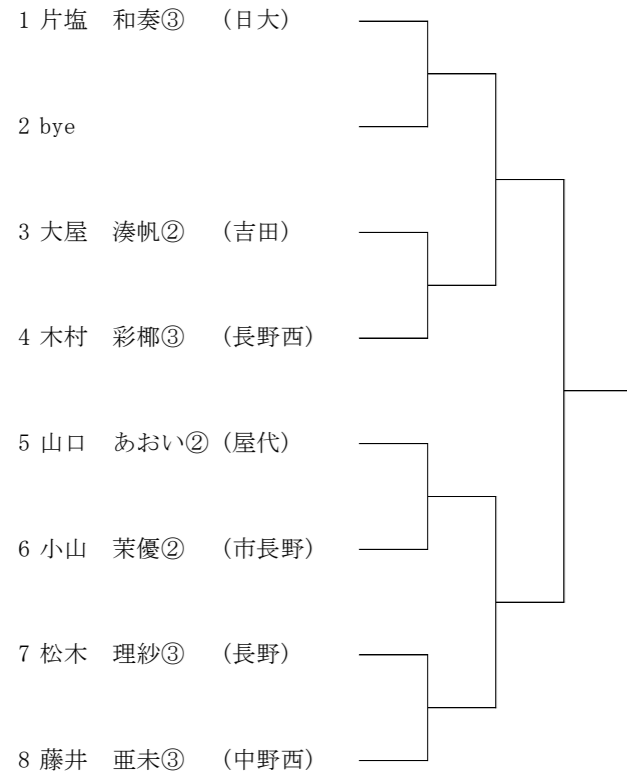 1 片塩　和奏③　（日大）
2 bye
3 大屋　湊帆②　（吉田）
4 木村　彩椰③　（長野西）
5 山口　あおい②（屋代）
6 小山　茉優②　（市長野）
7 松木　理紗③　（長野）
8 藤井　亜未③　（中野西）